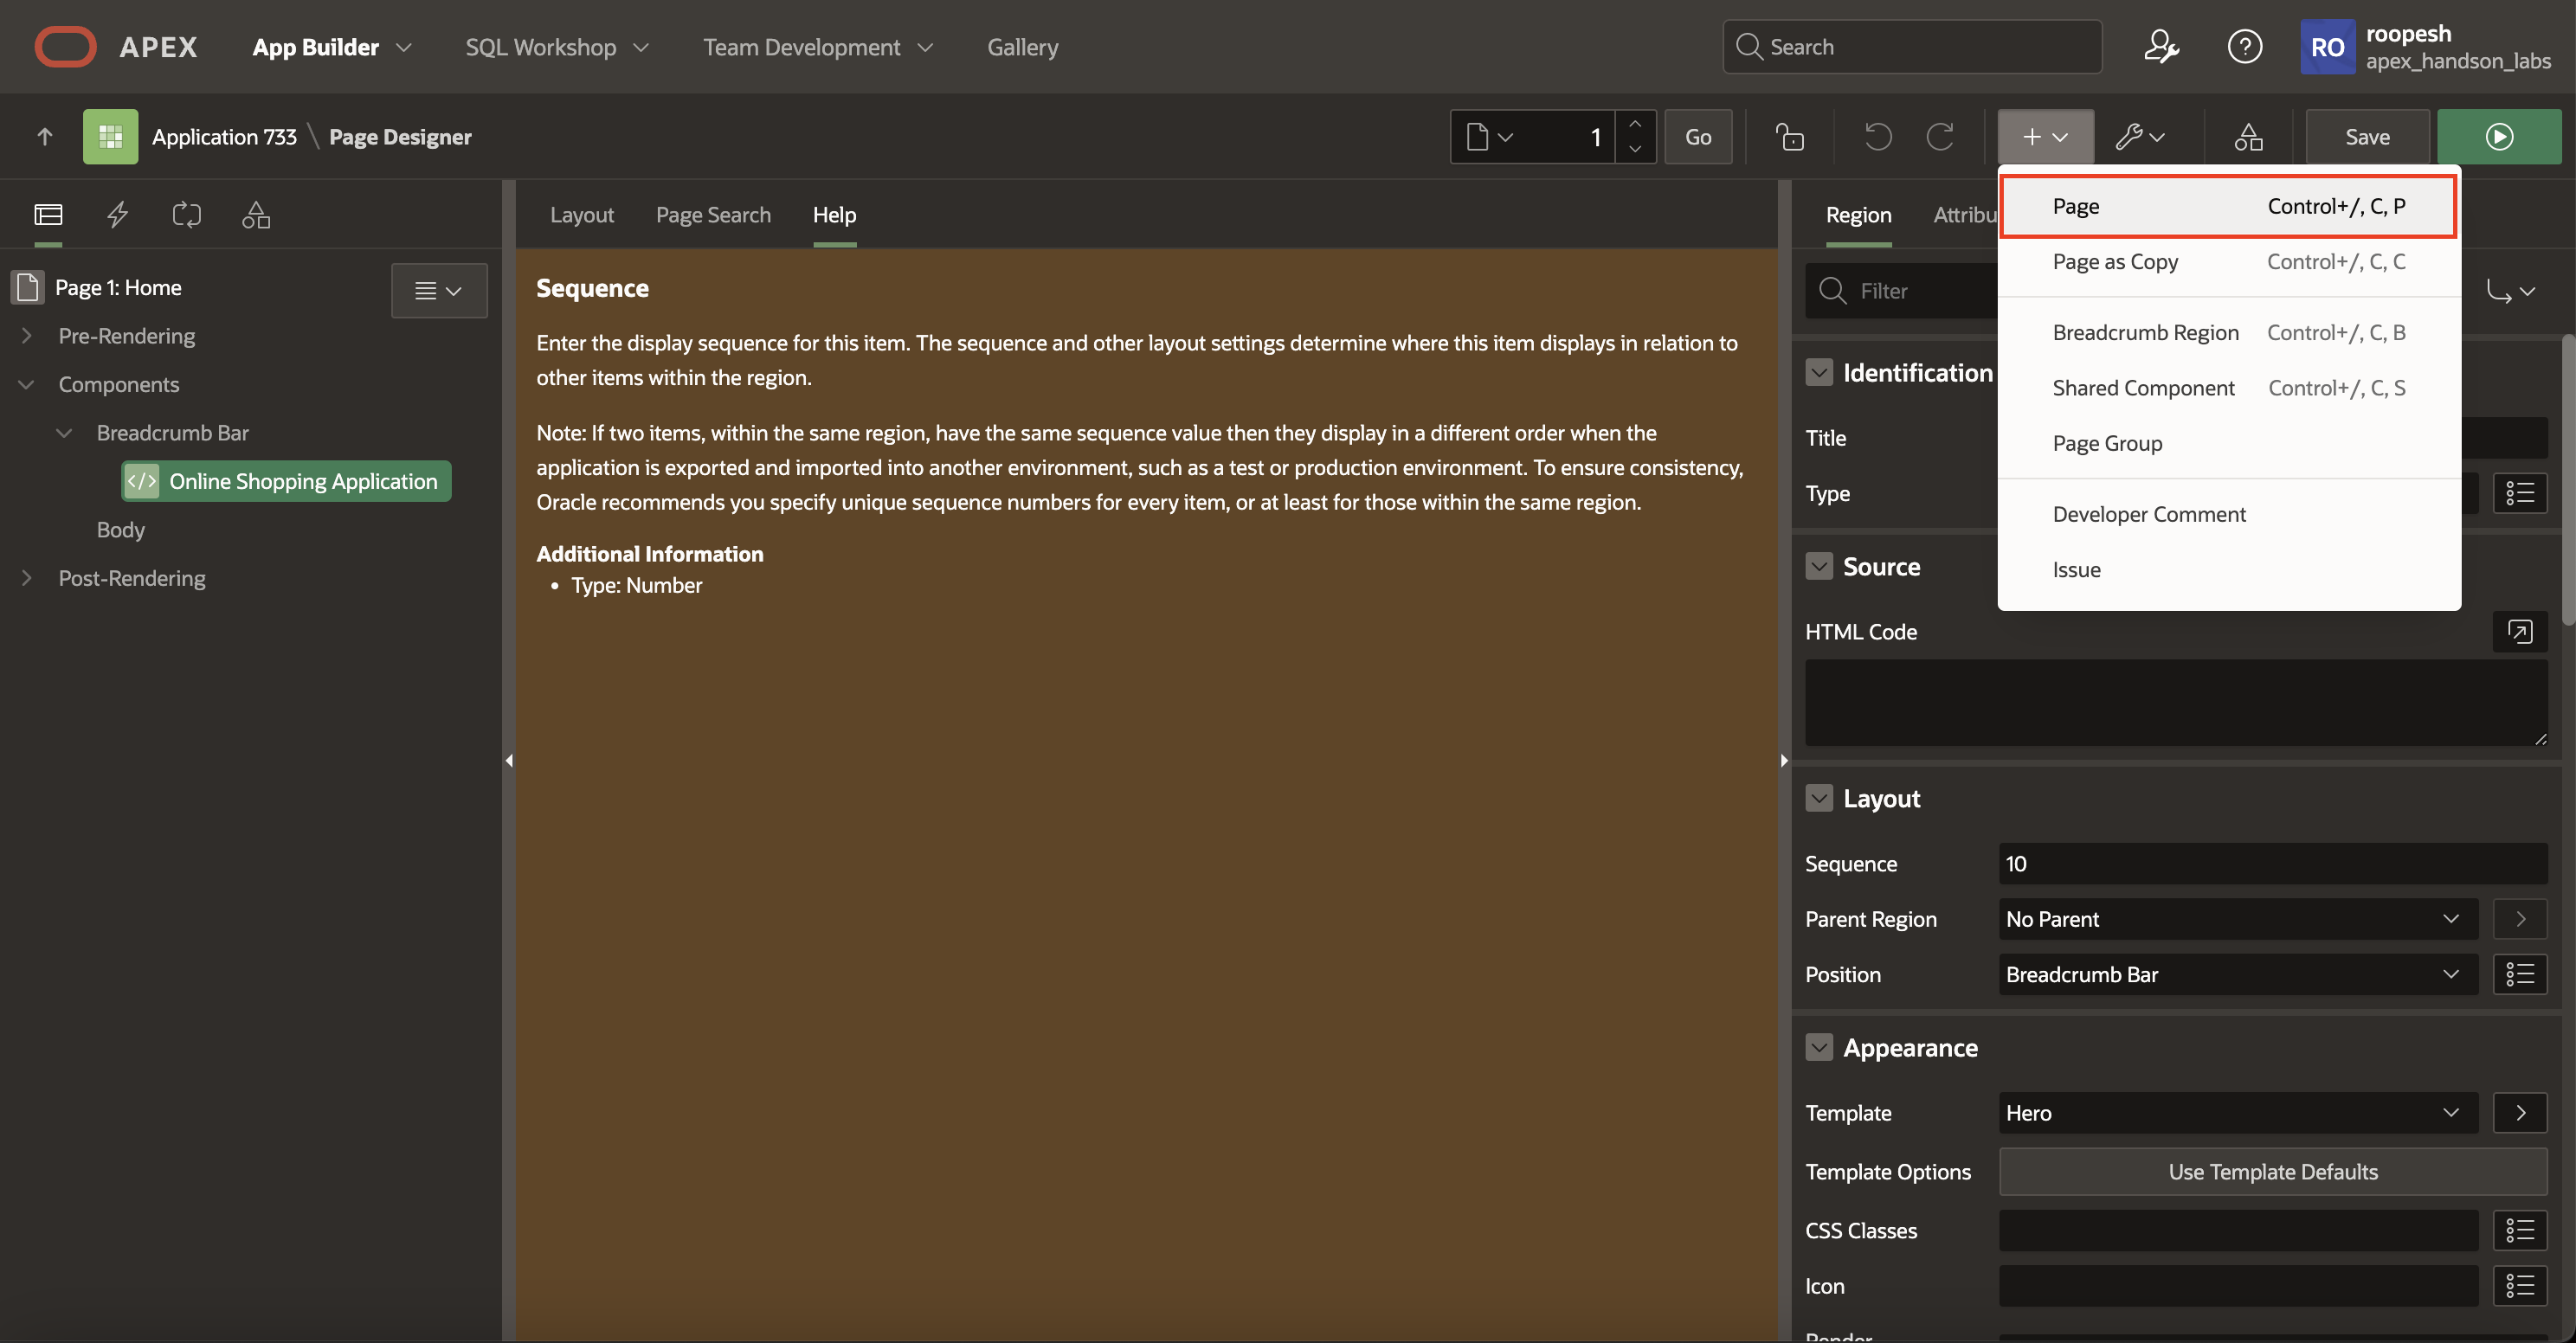 APEX App Builder SQL Workshop Team Development Gallery Search RO roopesh
apex_handson_labs
Application 733 \ Page Designer 1 Go Save
Layout Page Search Help
Page 1: Home
Pre-Rendering
Components
Breadcrumb Bar
</> Online Shopping Application
Body
Post-Rendering
Sequence
Enter the display sequence for this item. The sequence and other layout settings determine where this item displays in relation to
other items within the region.
Note: If two items, within the same region, have the same sequence value then they display in a different order when the
application is exported and imported into another environment, such as a test or production environment. To ensure consistency,
Oracle recommends you specify unique sequence numbers for every item, or at least for those within the same region.
Additional Information
• Type: Number
Region Attribu
Page Control+/, C, P
Page as Copy Control+/, C, C
Breadcrumb Region Control+/, C, B
Shared Component Control+/, C, S
Page Group
Developer Comment
Issue
Filter
Identification
Title
Type
Source
HTML Code
Layout
Sequence 10
Parent Region No Parent
Position Breadcrumb Bar
Appearance
Template Hero
Template Options Use Template Defaults
CSS Classes
Icon